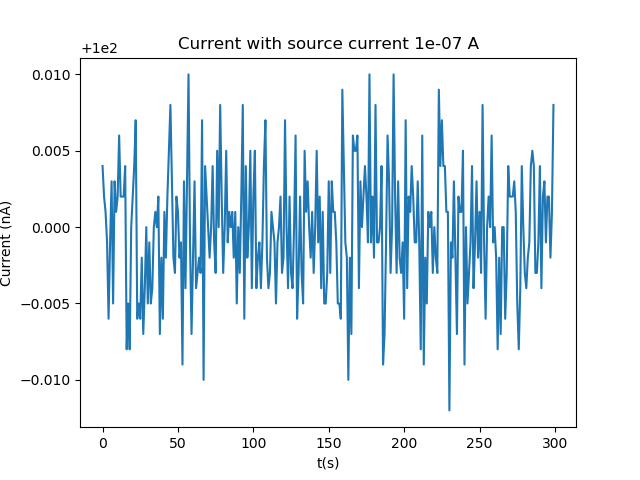 Current with source current 1e-07 A
+1e2
0.010
0.005
0.000
−0.005
−0.010
Current (nA)
0 50 100 150 200 250 300
t(s)